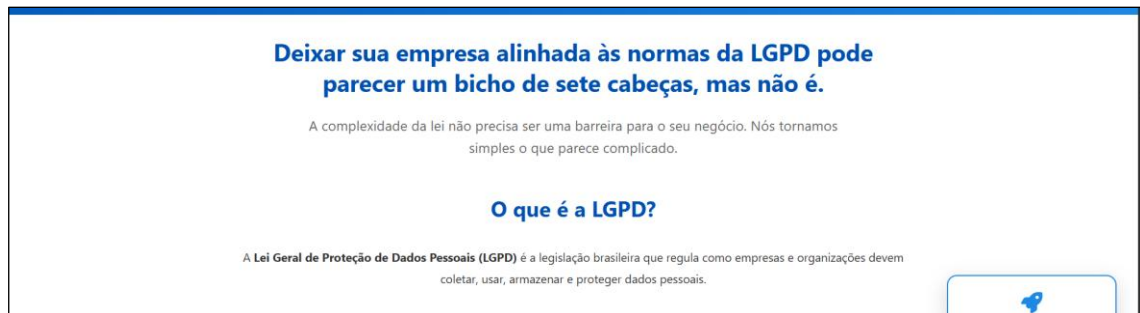 Deixar sua empresa alinhada às normas da LGPD pode
parecer um bicho de sete cabeças, mas não é.
A complexidade da lei não precisa ser uma barreira para o seu negócio. Nós tornamos
simples o que parece complicado.
O que é a LGPD?
A Lei Geral de Proteção de Dados Pessoais (LGPD) é a legislação brasileira que regula como empresas e organizações devem
coletar, usar, armazenar e proteger dados pessoais.